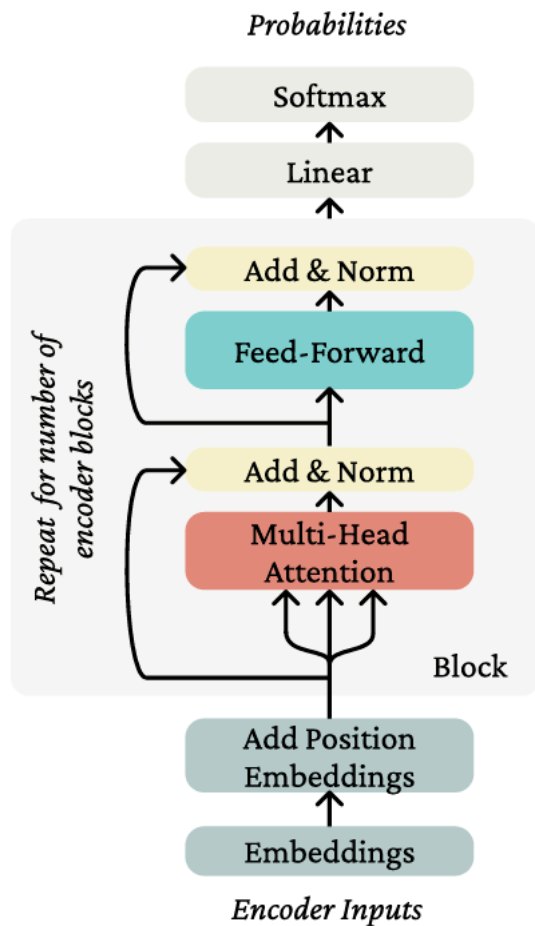 Probabilities
Softmax
Linear
Add & Norm
Feed-Forward
Repeat for number of
encoder blocks
Add & Norm
Multi-Head
Attention
Block
Add Position
Embeddings
Embeddings
Encoder Inputs